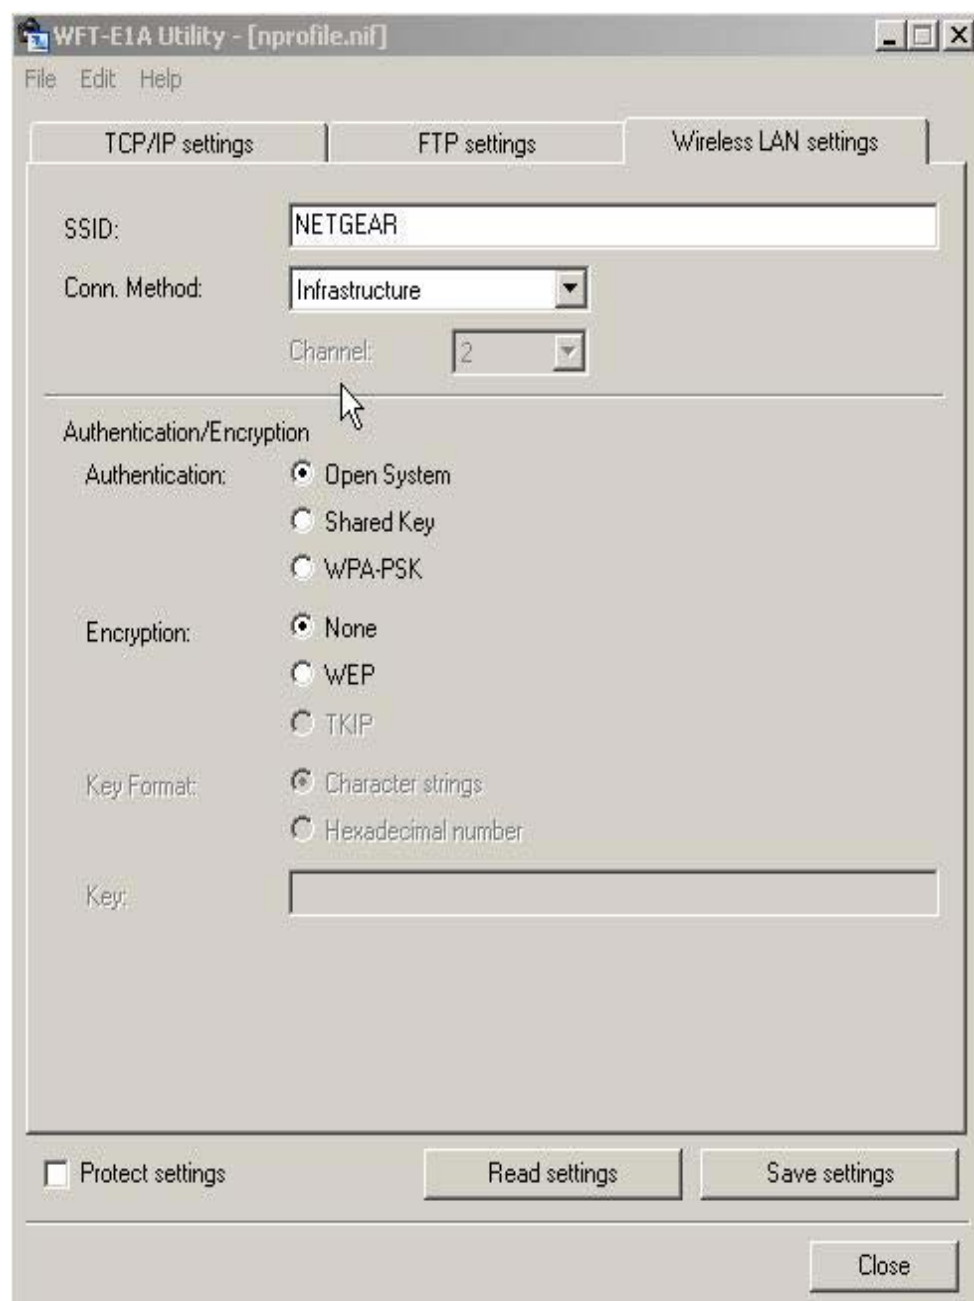 WFT-E1A Utility - [nprofile.nif]
File Edit Help
TCP/IP settings FTP settings Wireless LAN settings
SSID: NETGEAR
Conn. Method: Infrastructure
Channel: 2
Authentication/Encryption
Authentication: Open System
Shared Key
WPA-PSK
Encryption: None
WEP
TKIP
Key Format: Character strings
Hexadecimal number
Key:
Protect settings Read settings Save settings
Close